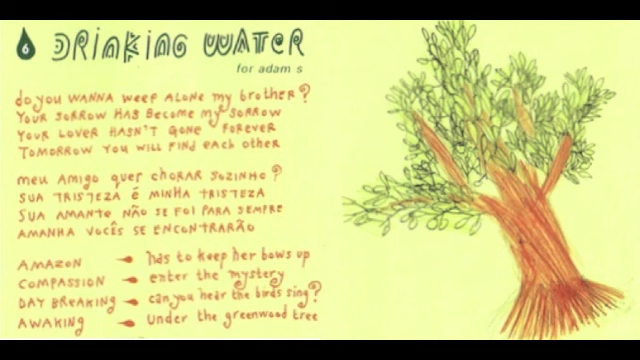 6 DRiNKiNG WATeR
for adam s
do you WANNA Weep ALone my brother?
Your SORROW HAS Become my SORROW
Your LOVER HASN'T GONE FOREVER
TOMORROW YOU WILL FIND eacH other
meu AMIGO quer CHORAR SOZINHO?
SUA TRISTEZA É MINHA TRISTEZA
SUA AMANTE NÃO SE FOI PARA SEMPRE
AMANHA VOCÊS SE ENCONTRARÃO
AMAZON has to keep her bows up
COMPASSION enter the mystery
DAY BREAKING can you hear the birds sing?
AWAKING under the greenwood tree